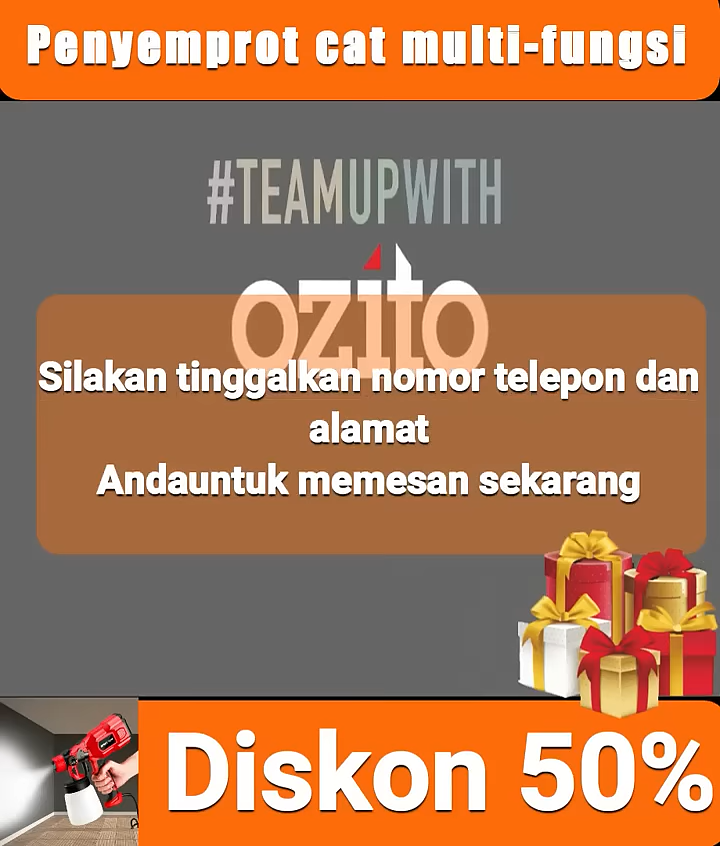 Penyemprot cat multi-fungsi
#TEAMUPWITH
ozito
Silakan tinggalkan nomor telepon dan
alamat
Andauntuk memesan sekarang
Diskon 50%